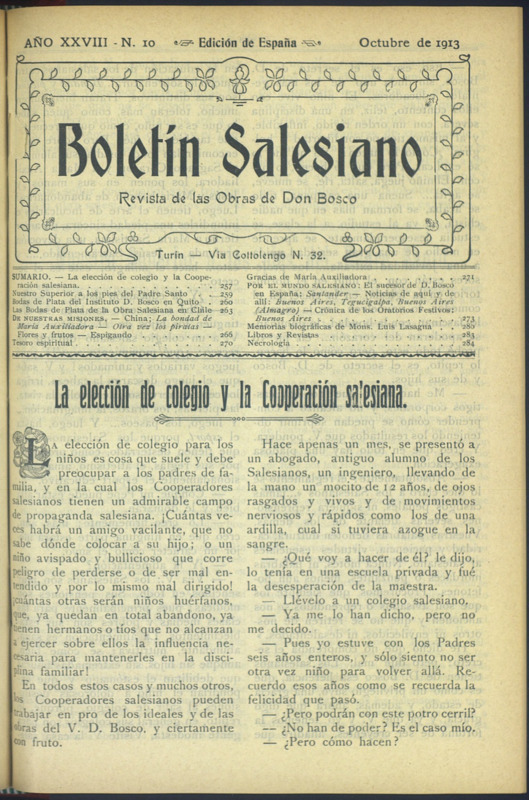 AÑO XXVIII - N. 10 Edición de España Octubre de 1913
Boletín Salesiano
Revista de las Obras de Don Bosco
Turín — Via Cottolengo N. 32.
SUMARIO. — La elección de colegio y la Coope-
ración salesiana. . . . . . . . . . . 257
Nuestro Superior a los pies del Padre Santo . . . 259
Bodas de Plata del Instituto D. Bosco en Quito . 260
Las Bodas de Plata de la Obra Salesiana en Chile 263
DE NUESTRAS MISIONES, — China; La bondad de
María Auxiliadora — Otra vez los piratas —
Flores y frutos — Espigando . . . . . . 266
Tesoro espiritual . . . . . . . . . . 270
Gracias de María Auxiliadora . . . . . . 271
POR EL MUNDO SALESIANO: El sucesor de D. Bosco
en España; Santander — Noticias de aquí y de
allí: Buenos Aires, Tegucigalpa, Buenos Aires
(Almagro) — Crónica de los Oratorios Festivos:
Buenos Aires . . . . . . . . . . . 273
Memorias biográficas de Mons. Luis Lasagna . . 280
Libros y Revistas . . . . . . . . . . 283
Necrología . . . . . . . . . . . . 284
La elección de colegio y la Cooperación salesiana.
LA elección de colegio para los
niños es cosa que suele y debe
preocupar a los padres de fa-
milia, y en la cual los Cooperadores
salesianos tienen un admirable campo
de propaganda salesiana. ¡Cuántas ve-
ces habrá un amigo vacilante, que no
sabe dónde colocar a su hijo; o un
niño avispado y bullicioso que corre
peligro de perderse o de ser mal en-
tendido y por lo mismo mal dirigido!
¡cuántas otras serán niños huérfanos,
que, ya quedan en total abandono, ya
tienen hermanos o tíos que no alcanzan
a ejercer sobre ellos la influencia ne-
cesaria para mantenerles en la disci-
plina familiar!
En todos estos casos y muchos otros,
los Cooperadores salesianos pueden
trabajar en pro de los ideales y de las
obras del V. D. Bosco, y ciertamente
con fruto.
Hace apenas un mes, se presentó a
un abogado, antiguo alumno de los
Salesianos, un ingeniero, llevando de
la mano un mocito de 12 años, de ojos
rasgados y vivos y de movimientos
nerviosos y rápidos como los de una
ardilla, cual si tuviera azogue en la
sangre.
— ¿Qué voy a hacer de él? le dijo,
lo tenía en una escuela privada y fué
la desesperación de la maestra.
— Llévelo a un colegio salesiano.
— Ya me lo han dicho, pero no
me decido.
— Pues yo estuve con los Padres
seis años enteros, y sólo siento no ser
otra vez niño para volver allá. Re-
cuerdo esos años como se recuerda la
felicidad que pasó.
— ¿Pero podrán con este potro cerril?
— ¿No han de poder? Es el caso mío.
— ¿Pero cómo hacen?